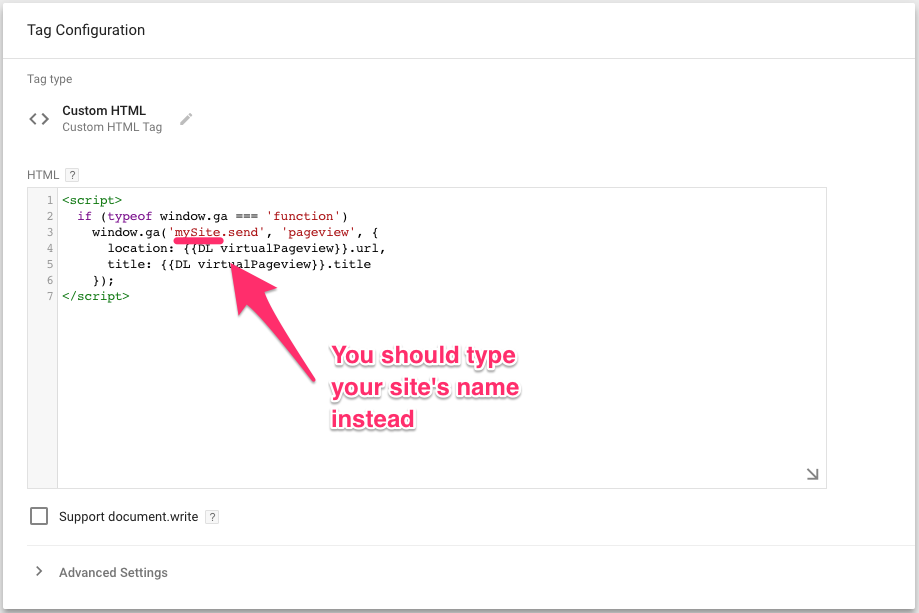 Tag Configuration
Tag type
Custom HTML
Custom HTML Tag
HTML ?
1 <script>
2 if (typeof window.ga === 'function')
3 window.ga('mySite.send', 'pageview', {
4 location: {{DL virtualPageview}}.url,
5 title: {{DL virtualPageview}}.title
6 });
7 </script>
You should type
your site's name
instead
Support document.write ?
Advanced Settings